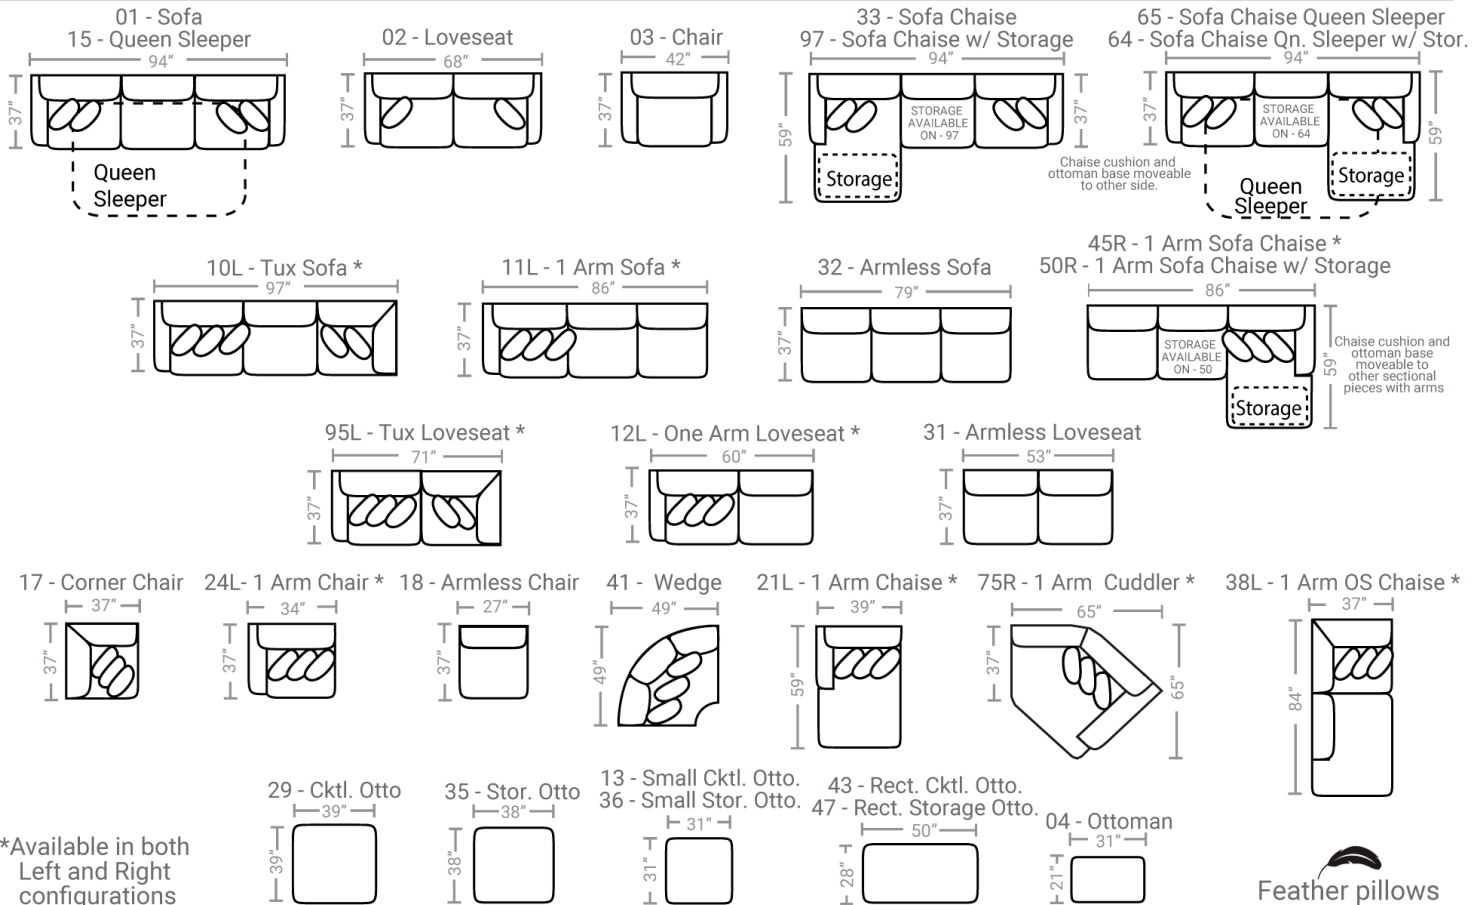 01 - Sofa
15 - Queen Sleeper
94”
37”
Queen
Sleeper
02 - Loveseat
68”
37”
03 - Chair
42”
37”
33 - Sofa Chaise
97 - Sofa Chaise w/ Storage
94”
59”
STORAGE
AVAILABLE
ON - 97
37”
Storage
Chaise cushion and
ottoman base moveable
to other side.
65 - Sofa Chaise Queen Sleeper
64 - Sofa Chaise Qn. Sleeper w/ Stor.
94”
37”
STORAGE
AVAILABLE
ON - 64
59”
Storage
Queen
Sleeper
10L - Tux Sofa *
97”
37”
11L - 1 Arm Sofa *
86”
37”
32 - Armless Sofa
79”
37”
45R - 1 Arm Sofa Chaise *
50R - 1 Arm Sofa Chaise w/ Storage
86”
STORAGE
AVAILABLE
ON - 50
59”
Storage
Chaise cushion and
ottoman base
moveable to
other sectional
pieces with arms
95L - Tux Loveseat *
71”
37”
12L - One Arm Loveseat *
60”
37”
31 - Armless Loveseat
53”
37”
17 - Corner Chair
37”
37”
24L- 1 Arm Chair *
34”
37”
18 - Armless Chair
27”
37”
41 - Wedge
49”
49”
21L - 1 Arm Chaise *
39”
59”
75R - 1 Arm Cuddler *
65”
37”
65”
38L - 1 Arm OS Chaise *
37”
84”
29 - Cktl. Otto
39”
39”
35 - Stor. Otto
38”
38”
13 - Small Cktl. Otto.
36 - Small Stor. Otto.
31”
31”
43 - Rect. Cktl. Otto.
47 - Rect. Storage Otto.
50”
28”
04 - Ottoman
31”
21”
*Available in both
Left and Right
configurations
Feather pillows